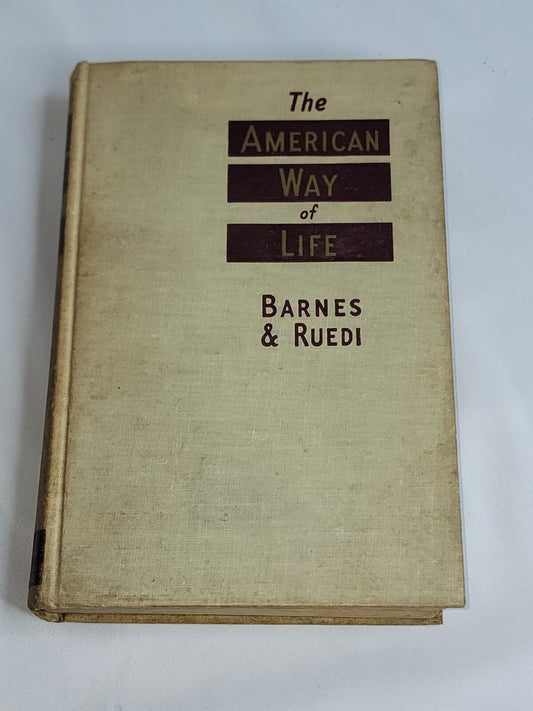 The
AMERICAN
WAY
of
LIFE
BARNES
& RUEDI